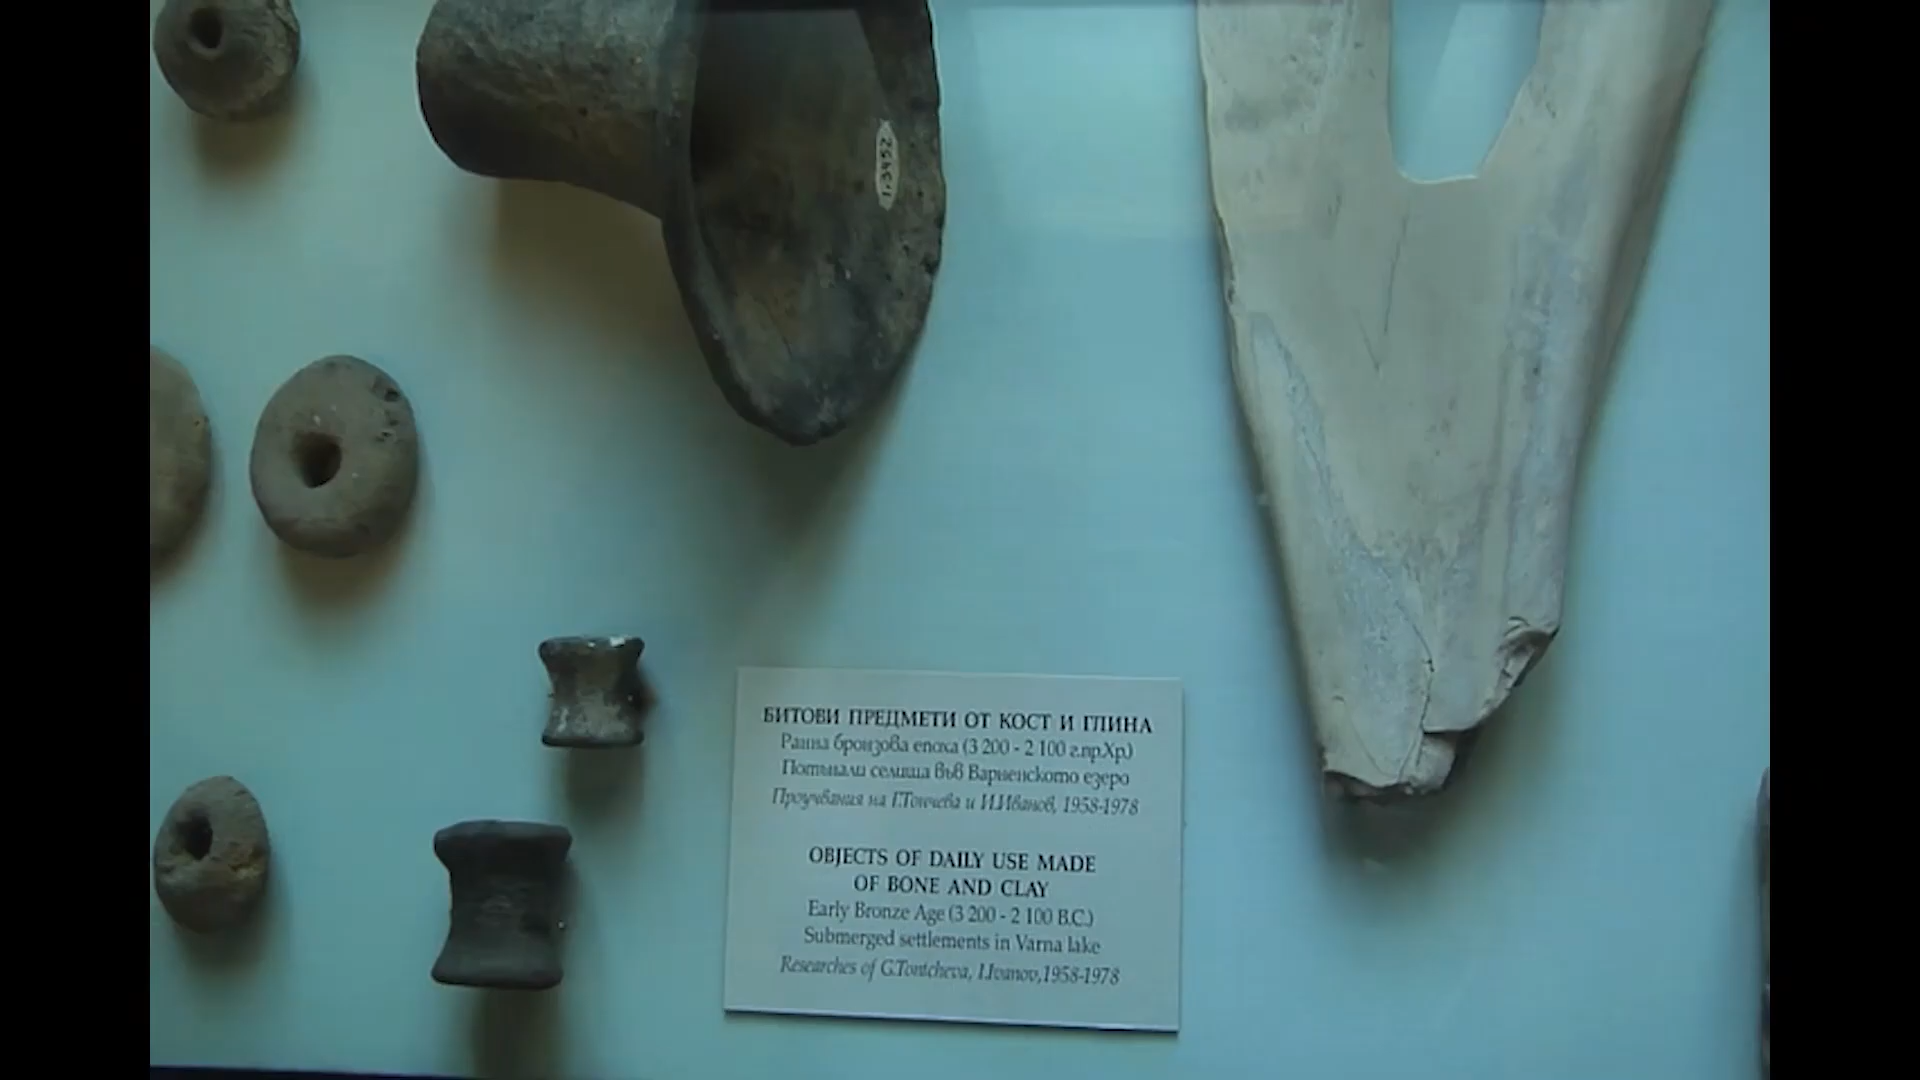 1.3452
БИТОВИ ПРЕДМЕТИ ОТ КОСТ И ГЛИНА
Ранна бронзова епоха (3 200 - 2 100 г.пр.Хр.)
Потънали селища във Варненското езеро
Проучвания на Г.Тончева и И.Иванов, 1958-1978
OBJECTS OF DAILY USE MADE
OF BONE AND CLAY
Early Bronze Age (3 200 - 2 100 B.C.)
Submerged settlements in Varna lake
Researches of G.Tontcheva, I.Ivanov,1958-1978